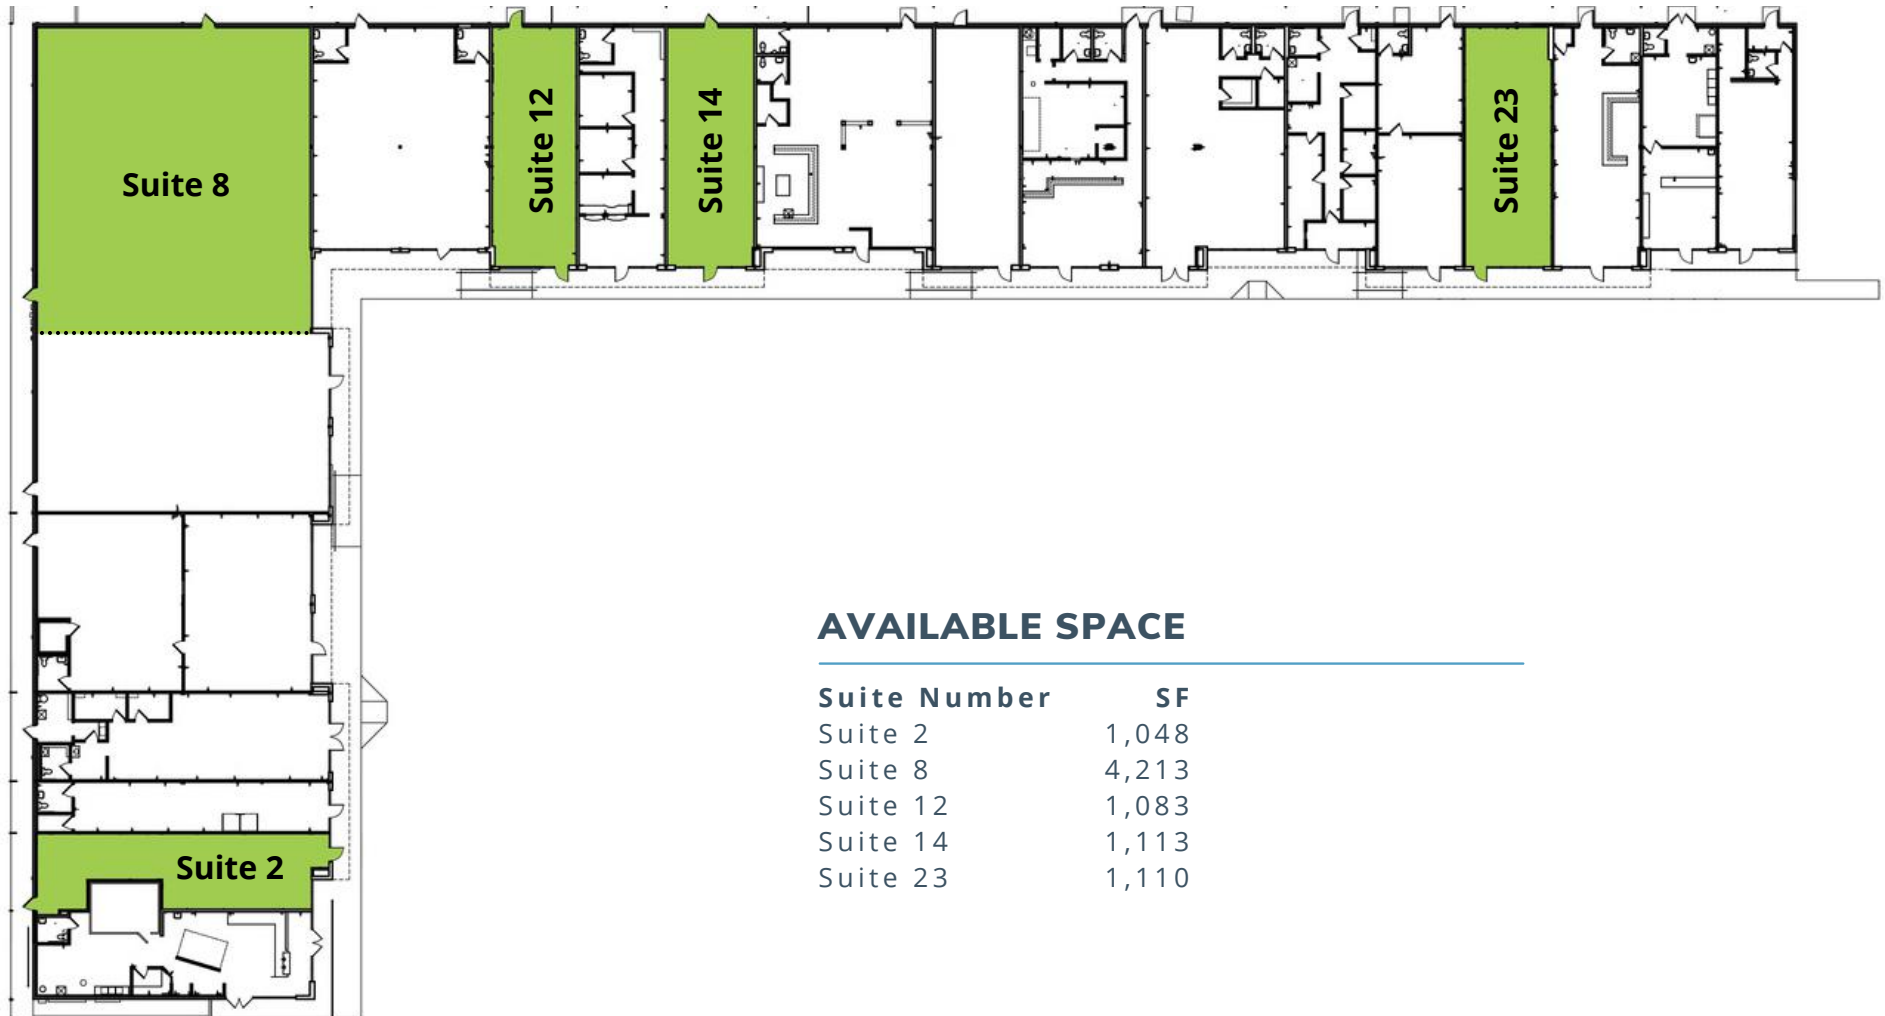 Suite 8
Suite 12
Suite 14
Suite 23
Suite 2
AVAILABLE SPACE
Suite Number SF
Suite 2 1,048
Suite 8 4,213
Suite 12 1,083
Suite 14 1,113
Suite 23 1,110